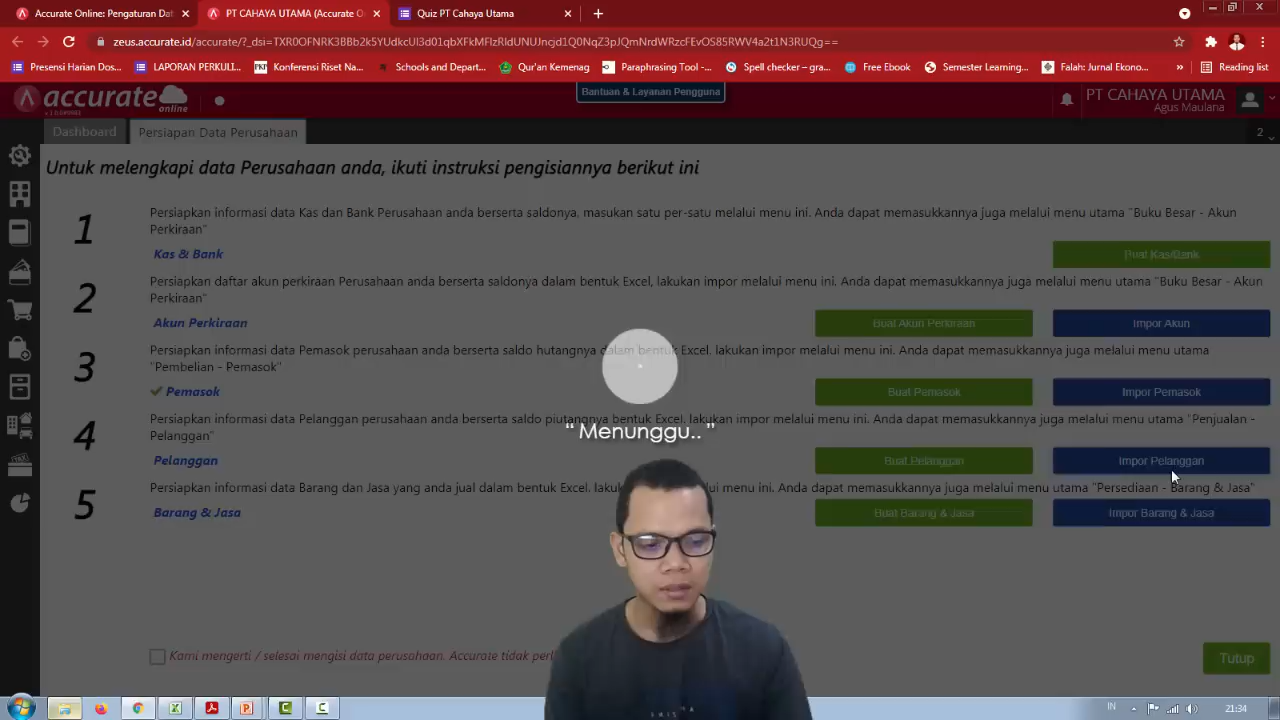 Accurate Online: Pengaturan Dat
PT CAHAYA UTAMA (Accurate O
Quiz PT Cahaya Utama
zeus.accurate.id/accurate/?_dsi=TXR0OFNRK3BBb2k5YUdkcUl3d01qbXFkMFlzRldUNUJncjd1Q0NqZ3pJQmNrdWRzcFEvOS85RWV4a2t1N3RUQg==
Presensi Harian Dos...
LAPORAN PERKULI...
Konferensi Riset Na...
Schools and Depart...
Qur'an Kemenag
Paraphrasing Tool -...
Spell checker – gra...
Free Ebook
Semester Learning...
Falah: Jurnal Ekono...
»
Reading list
accurate online
Bantuan & Layanan Pengguna
PT CAHAYA UTAMA
Agus Maulana
Dashboard
Persiapan Data Perusahaan
2
Untuk melengkapi data Perusahaan anda, ikuti instruksi pengisiannya berikut ini
1
Persiapkan informasi data Kas dan Bank Perusahaan anda berserta saldonya, masukan satu per-satu melalui menu ini. Anda dapat memasukkannya juga melalui menu utama "Buku Besar - Akun
Perkiraan"
Kas & Bank
Buat Kas/Bank
2
Persiapkan daftar akun perkiraan Perusahaan anda berserta saldonya dalam bentuk Excel, lakukan impor melalui menu ini. Anda dapat memasukkannya juga melalui menu utama "Buku Besar - Akun
Perkiraan"
Akun Perkiraan
Buat Akun Perkiraan
Impor Akun
3
Persiapkan informasi data Pemasok perusahaan anda berserta saldo hutangnya dalam bentuk Excel, lakukan impor melalui menu ini. Anda dapat memasukkannya juga melalui menu utama
"Pembelian - Pemasok"
Pemasok
Buat Pemasok
Impor Pemasok
4
Persiapkan informasi data Pelanggan perusahaan anda berserta saldo piutangnya bentuk Excel, lakukan impor melalui menu ini. Anda dapat memasukkannya juga melalui menu utama "Penjualan -
Pelanggan"
“ Menunggu.. ”
Pelanggan
Buat Pelanggan
Impor Pelanggan
5
Persiapkan informasi data Barang dan Jasa yang anda jual dalam bentuk Excel, menu ini. Anda dapat memasukkannya juga melalui menu utama "Persediaan - Barang & Jasa"
Barang & Jasa
Buat Barang & Jasa
Impor Barang & Jasa
Kami mengerti / selesai mengisi data perusahaan. Accurate tidak
Tutup
IN
21:34